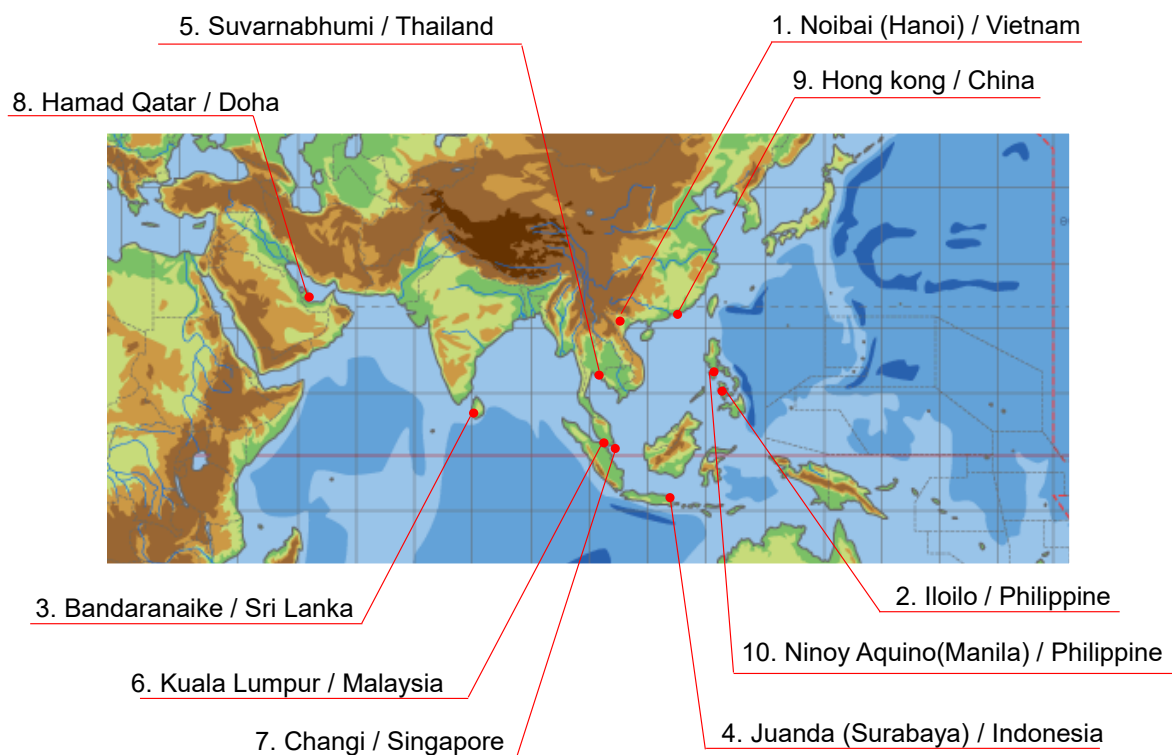 5. Suvarnabhumi / Thailand
1. Noibai (Hanoi) / Vietnam
8. Hamad Qatar / Doha
9. Hong kong / China
3. Bandaranaike / Sri Lanka
2. Iloilo / Philippine
10. Ninoy Aquino(Manila) / Philippine
6. Kuala Lumpur / Malaysia
7. Changi / Singapore
4. Juanda (Surabaya) / Indonesia